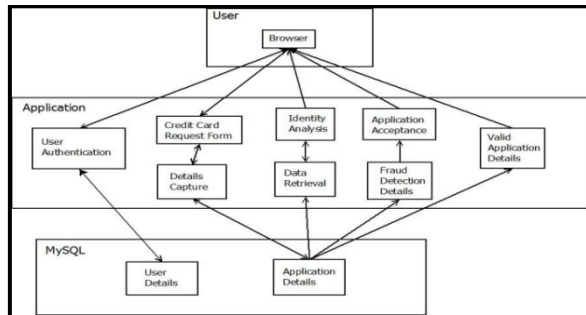 User
Browser
Application
User
Authentication
Credit Card
Request Form
Identity
Analysis
Application
Acceptance
Valid
Application
Details
Details
Capture
Data
Retrieval
Fraud
Detection
Details
MySQL
User
Details
Application
Details